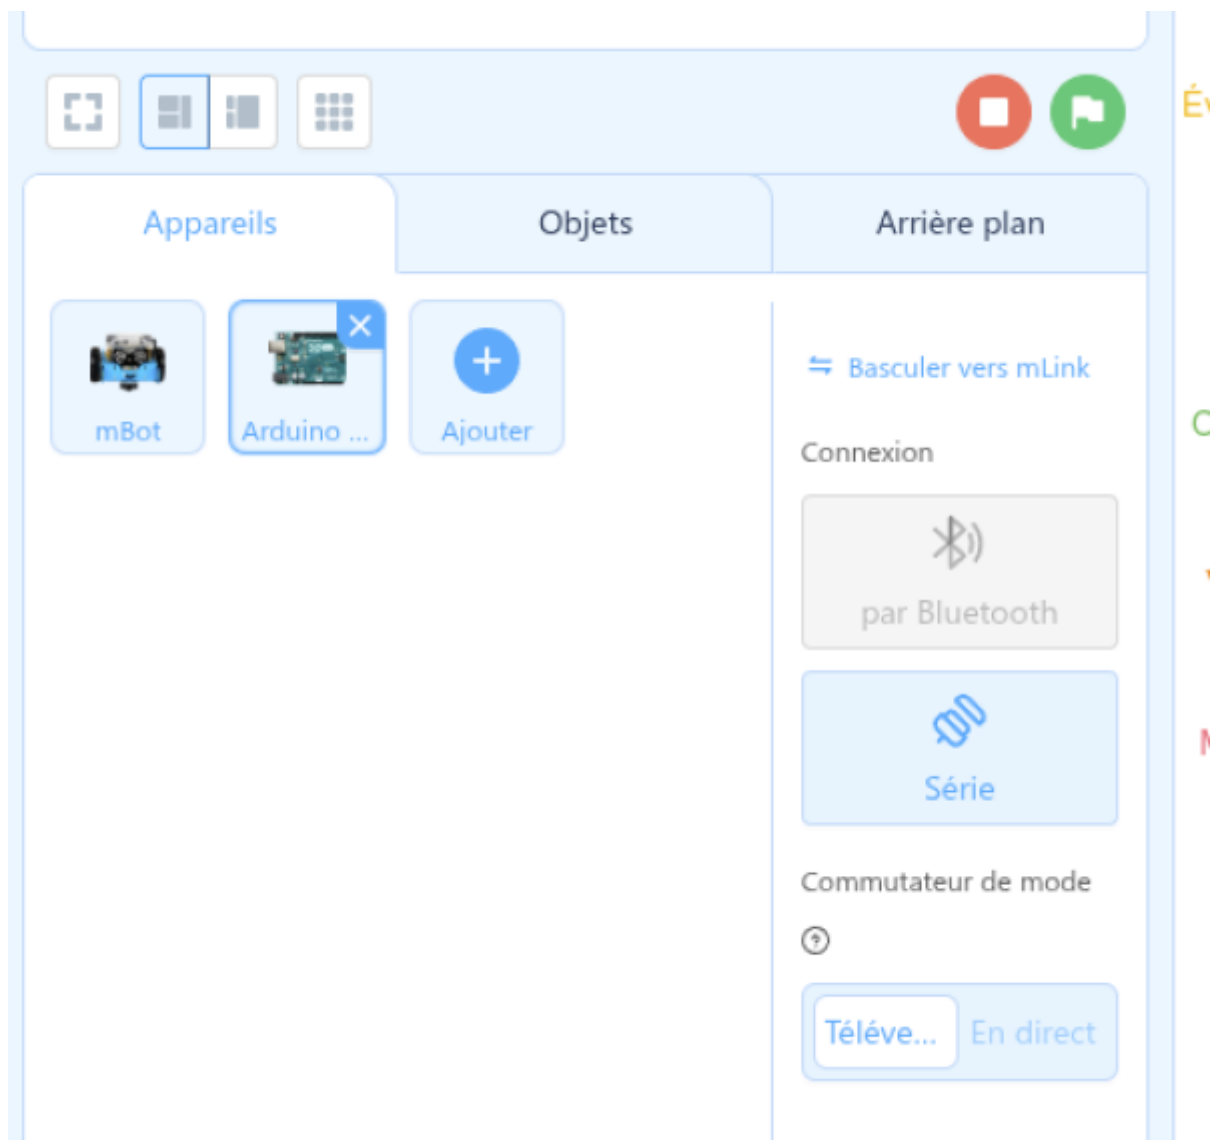 Appareils
Objets
Arrière plan
mBot
Arduino ...
Ajouter
Basculer vers mLink
Connexion
par Bluetooth
Série
Commutateur de mode
Téléve...
En direct